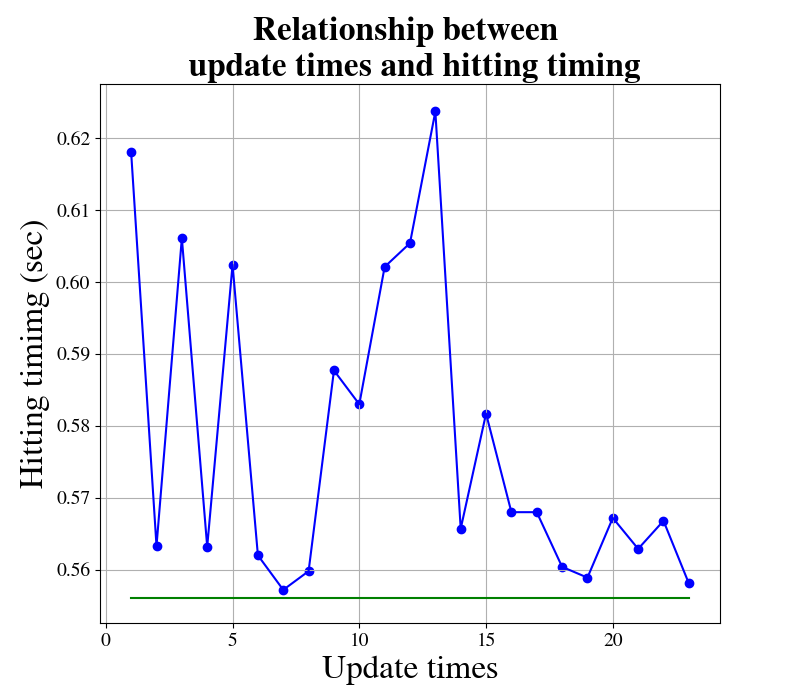 Relationship between
update times and hitting timing
Hitting timimg (sec)
0.62
0.61
0.60
0.59
0.58
0.57
0.56
0 5 10 15 20
Update times